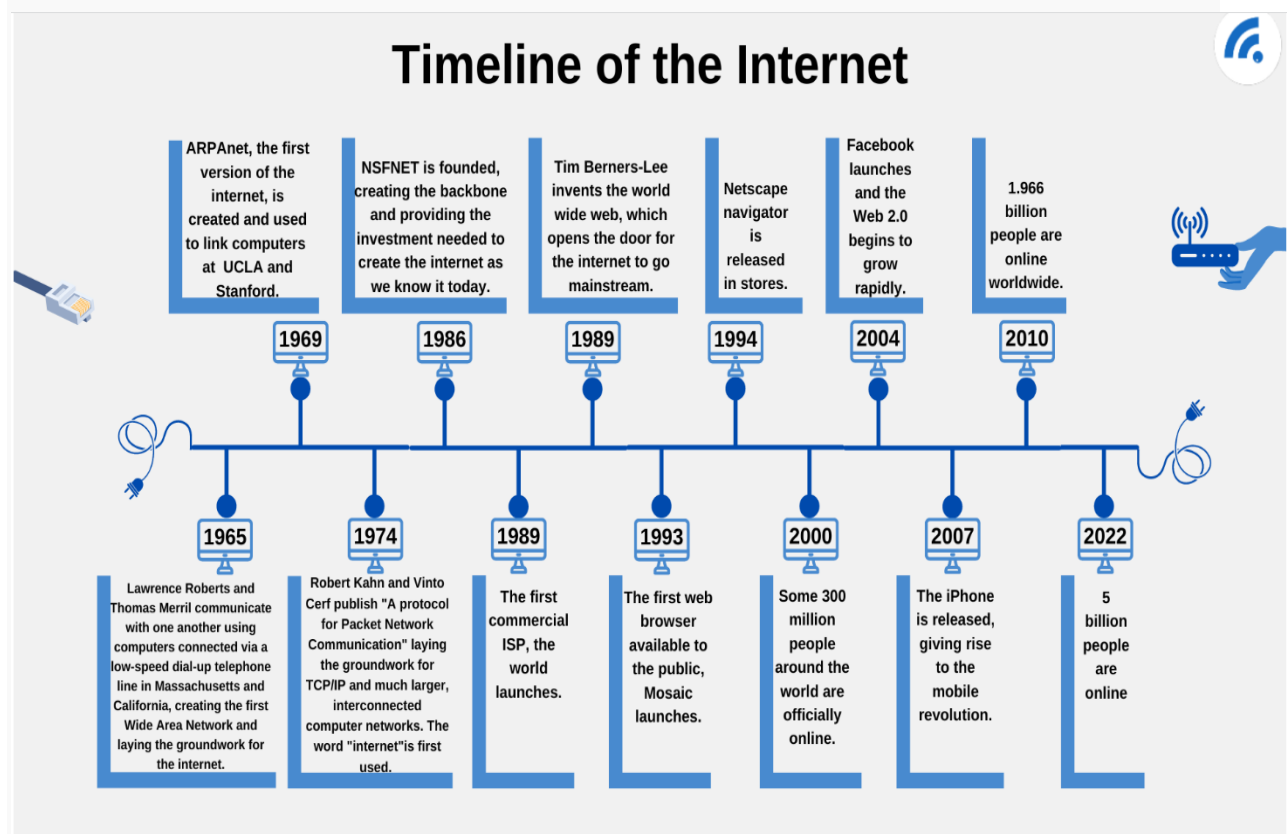 Timeline of the Internet
ARPAnet, the first
version of the
internet, is
created and used
to link computers
at UCLA and
Stanford.
1969
NSFNET is founded,
creating the backbone
and providing the
investment needed to
create the internet as
we know it today.
1986
Tim Berners-Lee
invents the world
wide web, which
opens the door for
the internet to go
mainstream.
1989
Netscape
navigator
is
released
in stores.
1994
Facebook
launches
and the
Web 2.0
begins to
grow
rapidly.
2004
1.966
billion
people are
online
worldwide.
2010
1965
Lawrence Roberts and
Thomas Merril communicate
with one another using
computers connected via a
low-speed dial-up telephone
line in Massachusetts and
California, creating the first
Wide Area Network and
laying the groundwork for
the internet.
1974
Robert Kahn and Vinto
Cerf publish "A protocol
for Packet Network
Communication" laying
the groundwork for
TCP/IP and much larger,
interconnected
computer networks. The
word "internet"is first
used.
1989
The first
commercial
ISP, the
world
launches.
1993
The first web
browser
available to
the public,
Mosaic
launches.
2000
Some 300
million
people
around the
world are
officially
online.
2007
The iPhone
is released,
giving rise
to the
mobile
revolution.
2022
5
billion
people
are
online